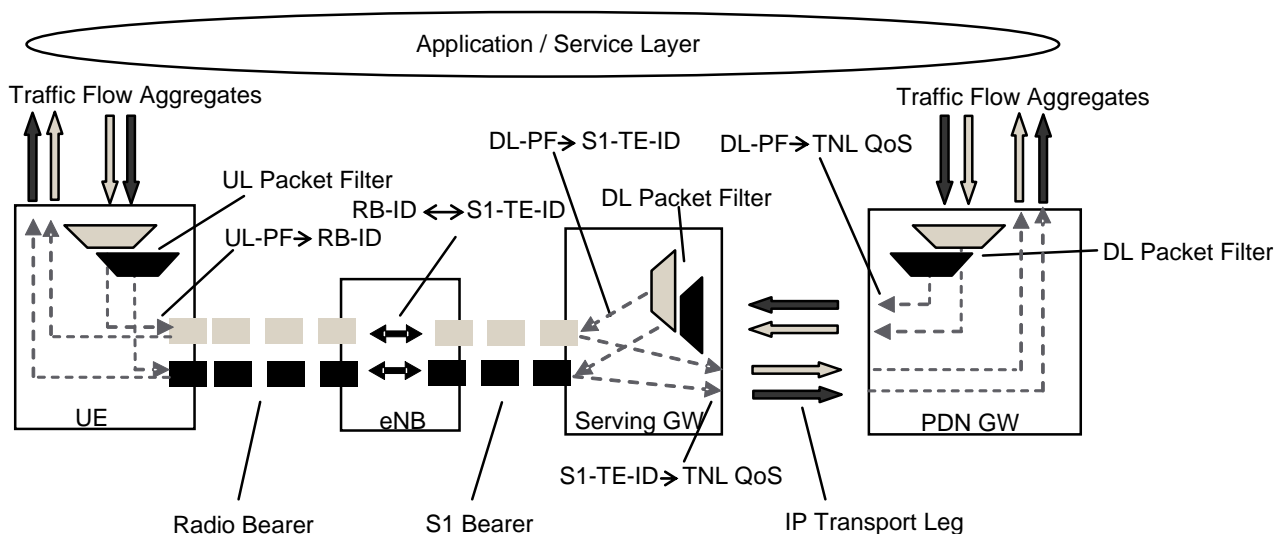 Application / Service Layer
Traffic Flow Aggregates
Traffic Flow Aggregates
DL-PF→S1-TE-ID
DL-PF→TNL QoS
UL Packet Filter
DL Packet Filter
RB-ID ↔ S1-TE-ID
UL-PF→RB-ID
DL Packet Filter
UE
eNB
Serving GW
PDN GW
S1-TE-ID→TNL QoS
Radio Bearer
S1 Bearer
IP Transport Leg